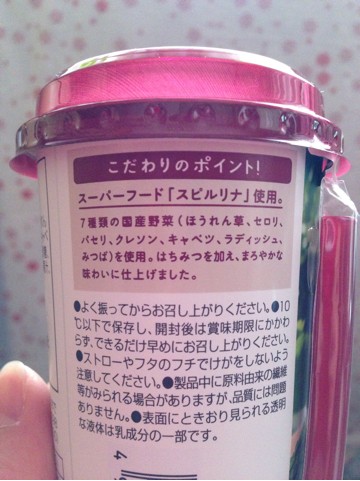 こだわりのポイント!
スーパーフード「スピルリナ」使用。
7種類の国産野菜(ほうれん草、セロリ、
パセリ、クレソン、キャベツ、ラディッシュ、
みつば)を使用。はちみつを加え、まろやかな
味わいに仕上げました。
●よく振ってからお召し上がりください。●10
℃以下で保存し、開封後は賞味期限にかかわ
らず、できるだけ早めにお召し上がりください。
●ストローやフタのフチでけがをしないよう
注意してください。●製品中に原料由来の繊維
等がみられる場合がありますが、品質には問題
ありません。●表面にときおり見られる透明
な液体は乳成分の一部です。
4